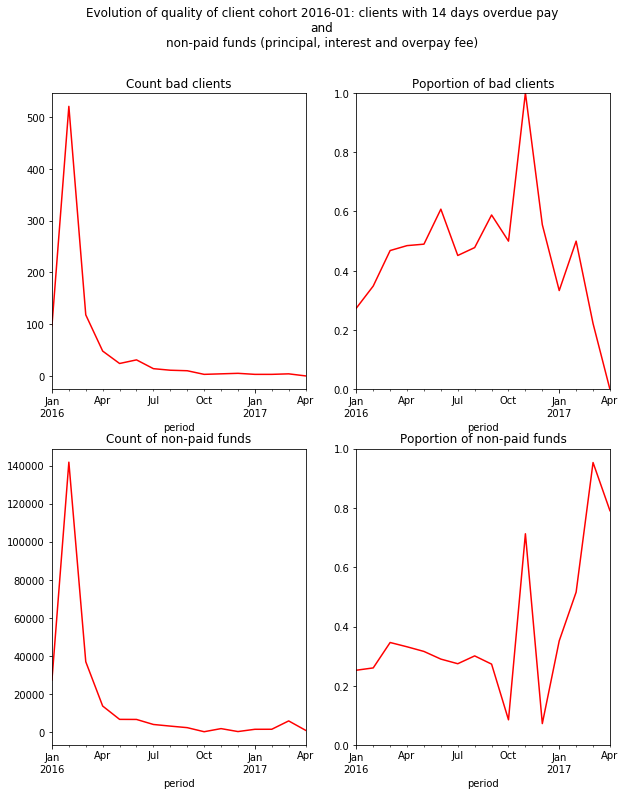 Evolution of quality of client cohort 2016-01: clients with 14 days overdue pay
and
non-paid funds (principal, interest and overpay fee)
Count bad clients
500
400
300
200
100
0
Jan Apr Jul Oct Jan Apr
2016 2017
period
Poportion of bad clients
1.0
0.8
0.6
0.4
0.2
0.0
Jan Apr Jul Oct Jan Apr
2016 2017
period
Count of non-paid funds
140000
120000
100000
80000
60000
40000
20000
0
Jan Apr Jul Oct Jan Apr
2016 2017
period
Poportion of non-paid funds
1.0
0.8
0.6
0.4
0.2
0.0
Jan Apr Jul Oct Jan Apr
2016 2017
period